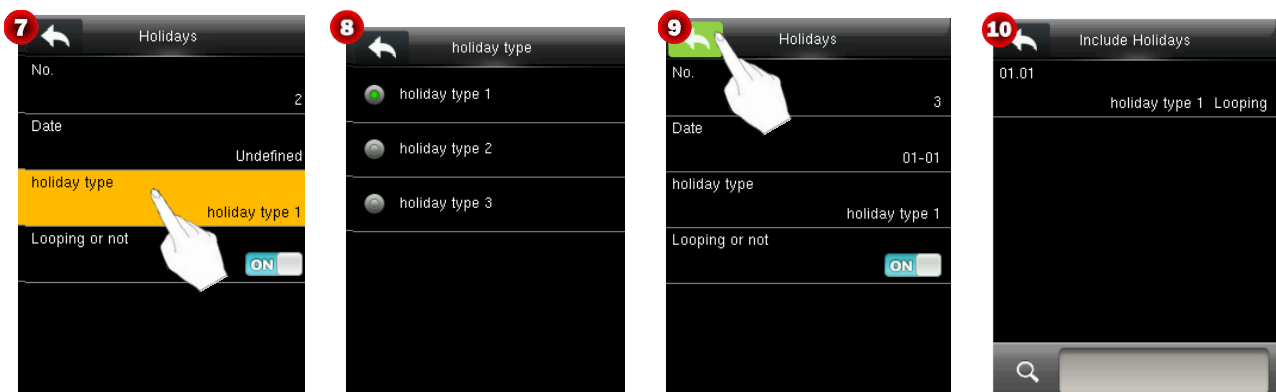 7
Holidays
No.
2
Date
Undefined
holiday type
holiday type 1
Looping or not
ON
8
holiday type
holiday type 1
holiday type 2
holiday type 3
9
Holidays
No.
3
Date
01-01
holiday type
holiday type 1
Looping or not
ON
10
Include Holidays
01.01
holiday type 1 Looping